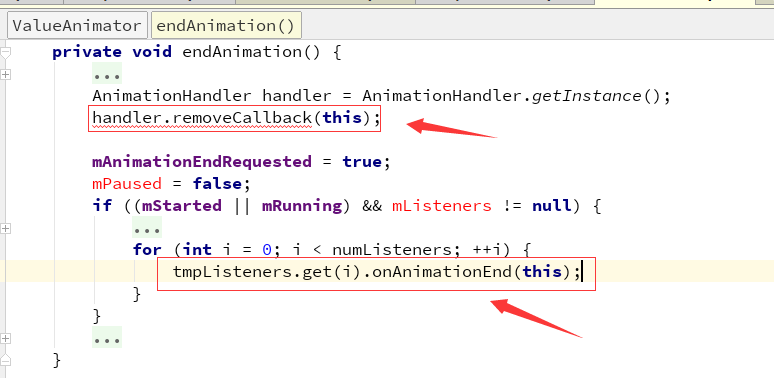 ValueAnimator endAnimation()
private void endAnimation() {
...
AnimationHandler handler = AnimationHandler.getInstance();
handler.removeCallback(this);
mAnimationEndRequested = true;
mPaused = false;
if ((mStarted || mRunning) && mListeners != null) {
...
for (int i = 0; i < numListeners; ++i) {
tmpListeners.get(i).onAnimationEnd(this);
}
}
...
}